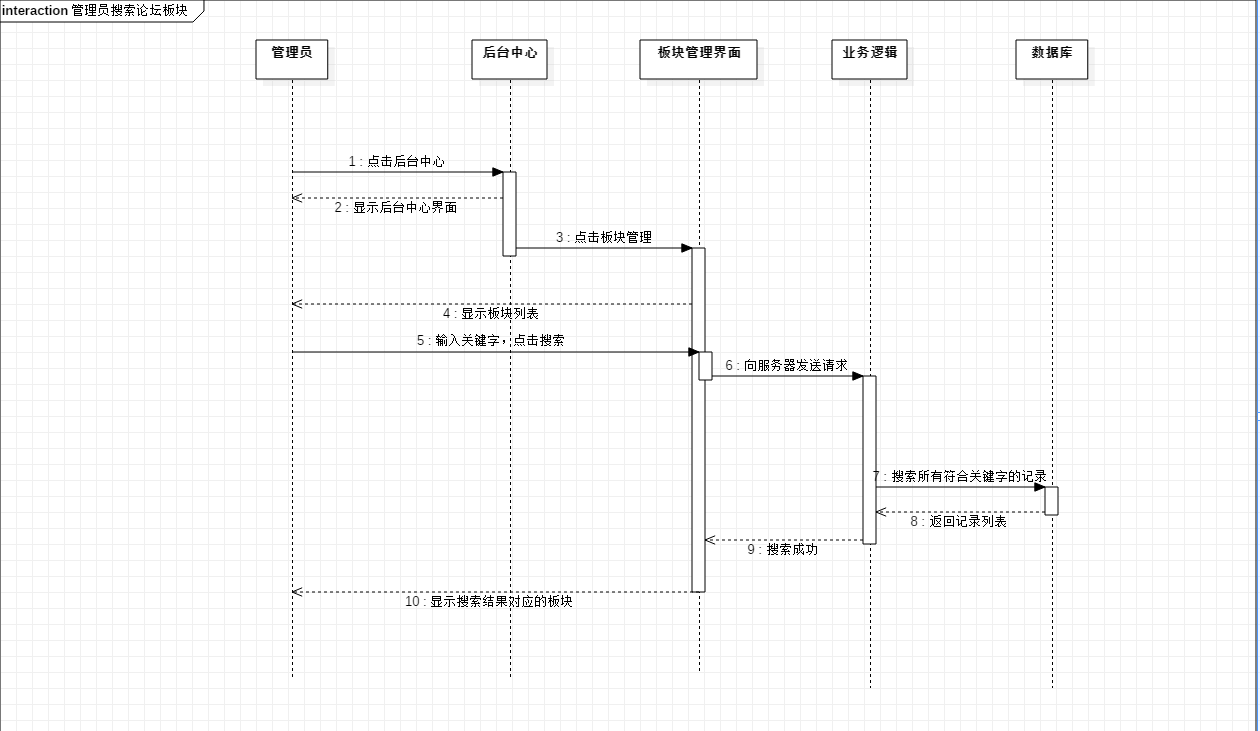 interaction 管理员搜索论坛板块
管理员
后台中心
板块管理界面
业务逻辑
数据库
1 : 点击后台中心
2 : 显示后台中心界面
3 : 点击板块管理
4 : 显示板块列表
5 : 输入关键字，点击搜索
6 : 向服务器发送请求
7 : 搜索所有符合关键字的记录
8 : 返回记录列表
9 : 搜索成功
10 : 显示搜索结果对应的板块